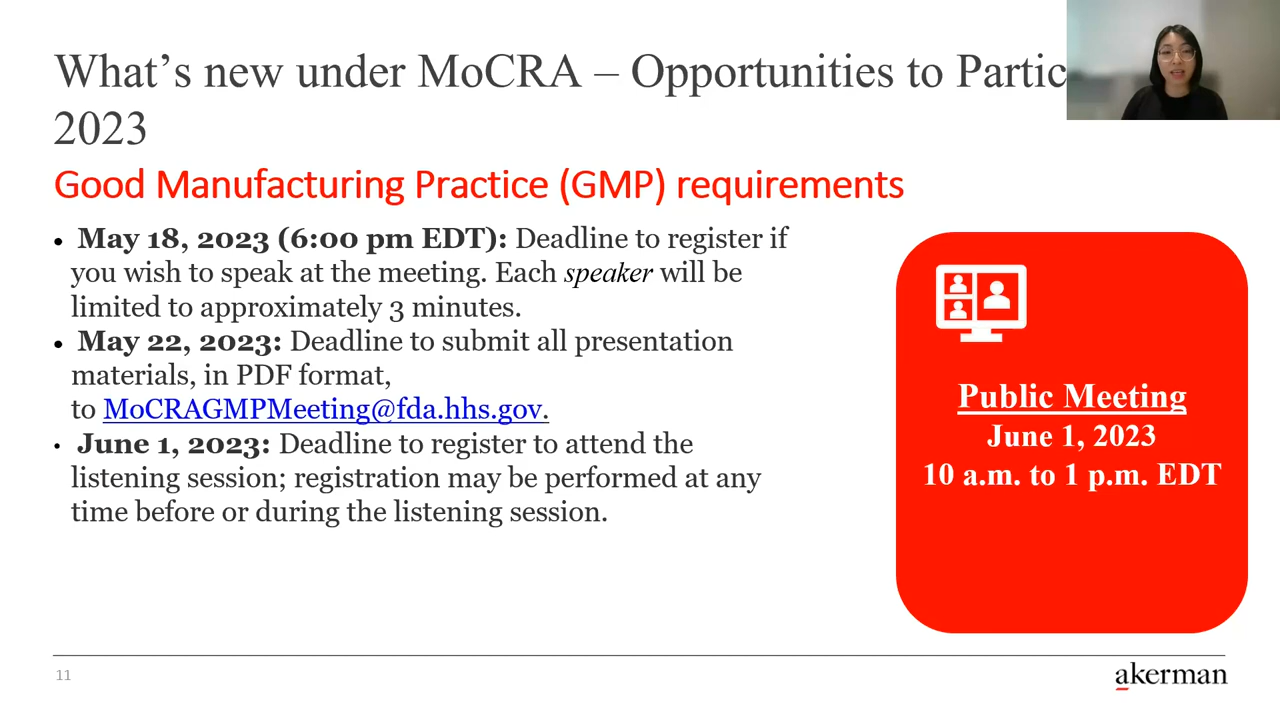 What’s new under MoCRA – Opportunities to Partic
2023
Good Manufacturing Practice (GMP) requirements
• May 18, 2023 (6:00 pm EDT): Deadline to register if
you wish to speak at the meeting. Each speaker will be
limited to approximately 3 minutes.
• May 22, 2023: Deadline to submit all presentation
materials, in PDF format,
to MoCRAGMPMeeting@fda.hhs.gov.
• June 1, 2023: Deadline to register to attend the
listening session; registration may be performed at any
time before or during the listening session.
Public Meeting
June 1, 2023
10 a.m. to 1 p.m. EDT
11
akerman